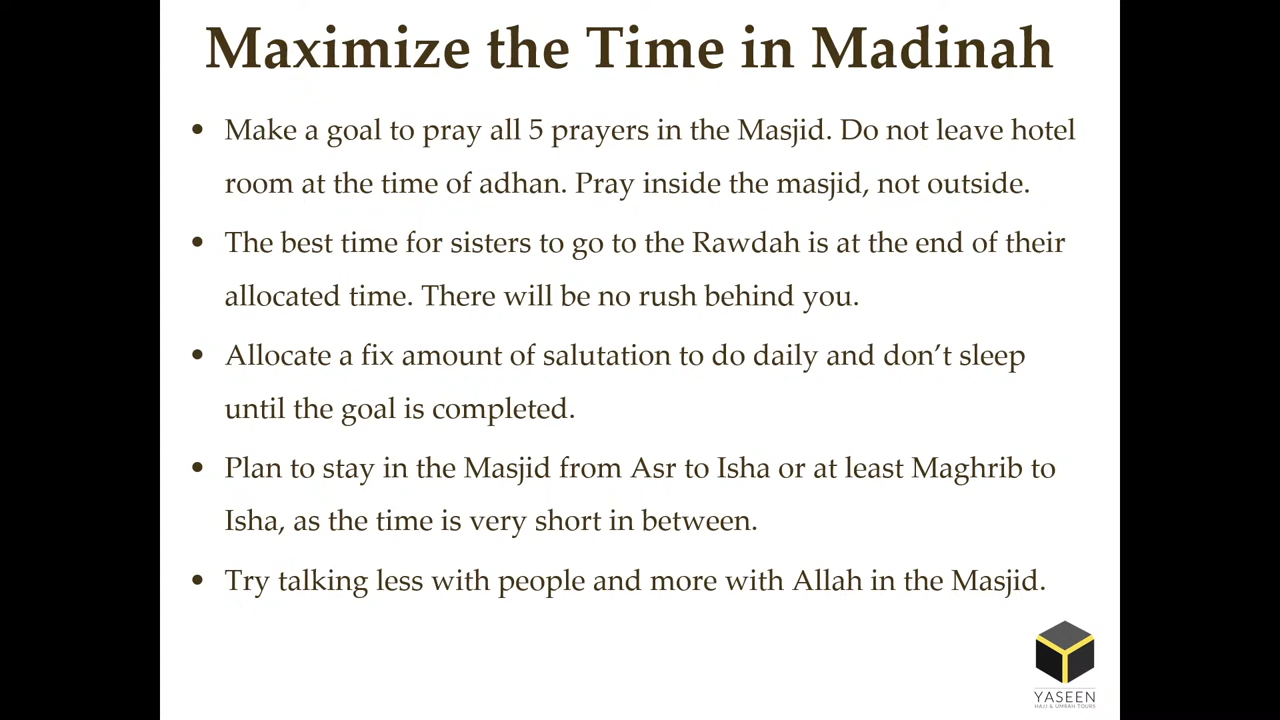 Maximize the Time in Madinah
• Make a goal to pray all 5 prayers in the Masjid. Do not leave hotel
room at the time of adhan. Pray inside the masjid, not outside.
• The best time for sisters to go to the Rawdah is at the end of their
allocated time. There will be no rush behind you.
• Allocate a fix amount of salutation to do daily and don’t sleep
until the goal is completed.
• Plan to stay in the Masjid from Asr to Isha or at least Maghrib to
Isha, as the time is very short in between.
• Try talking less with people and more with Allah in the Masjid.
YASEEN
HAJJ & UMRAH TOURS